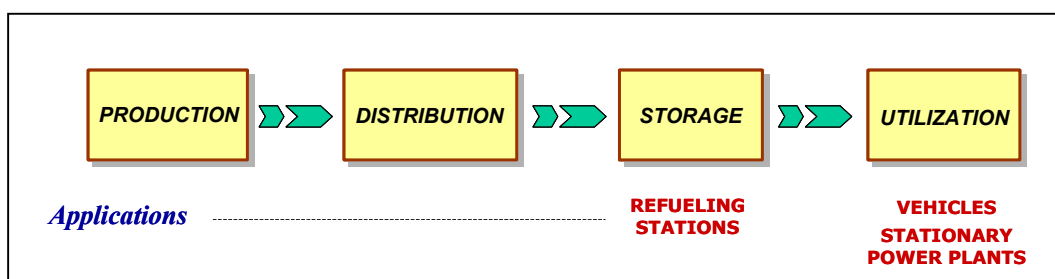 PRODUCTION
DISTRIBUTION
STORAGE
UTILIZATION
Applications
REFUELING
STATIONS
VEHICLES
STATIONARY
POWER PLANTS